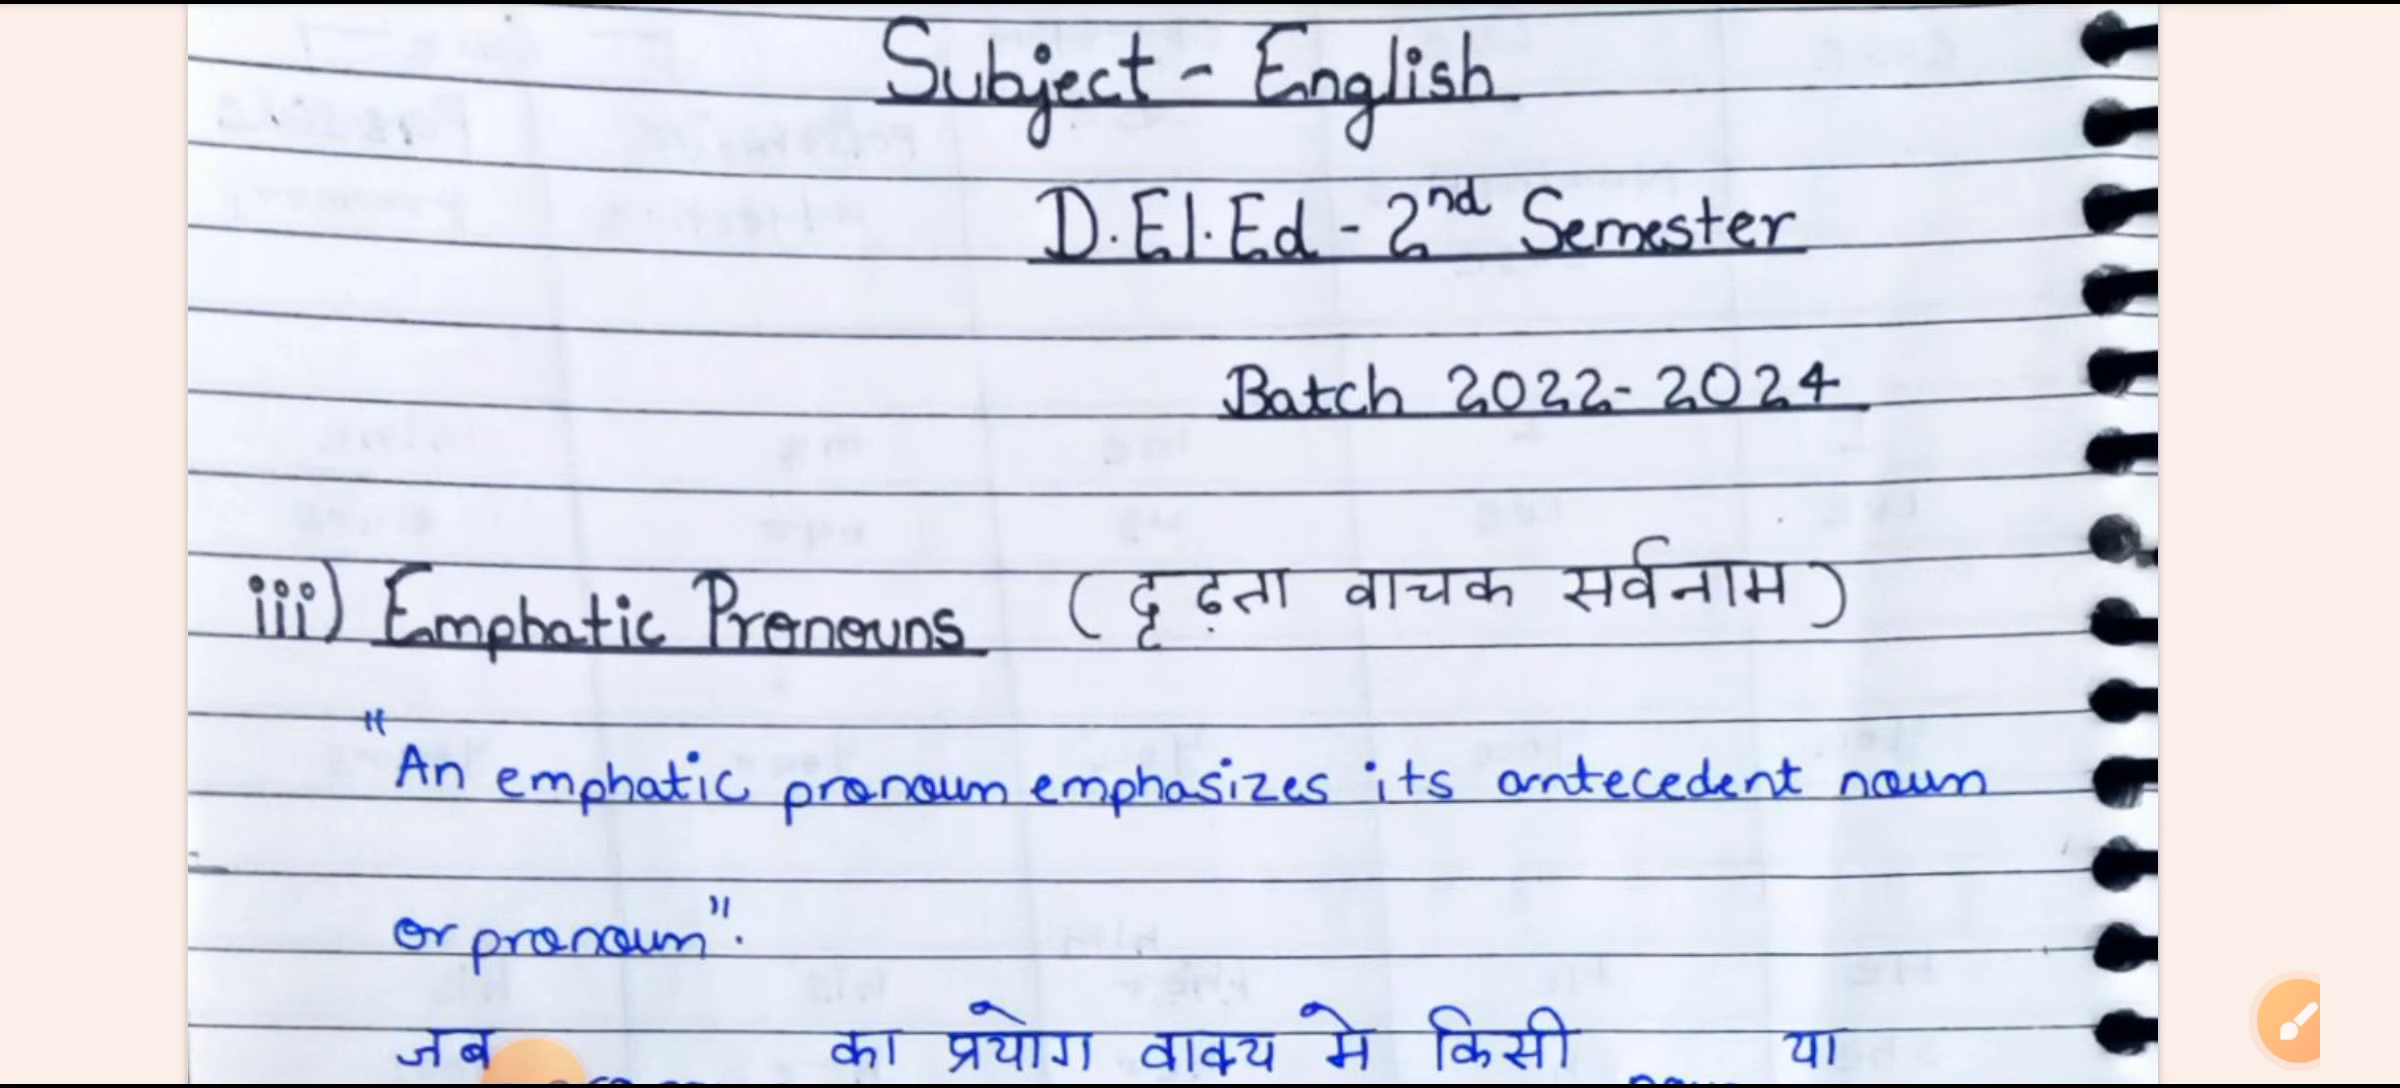 Subject - English
D.El.Ed - 2nd Semester
Batch 2022-2024
iii) Emphatic Pronouns (दृढ़ता वाचक सर्वनाम)
"An emphatic pronoun emphasizes its antecedent noun
or pronoun".
जब का प्रयोग वाक्य मे किसी या